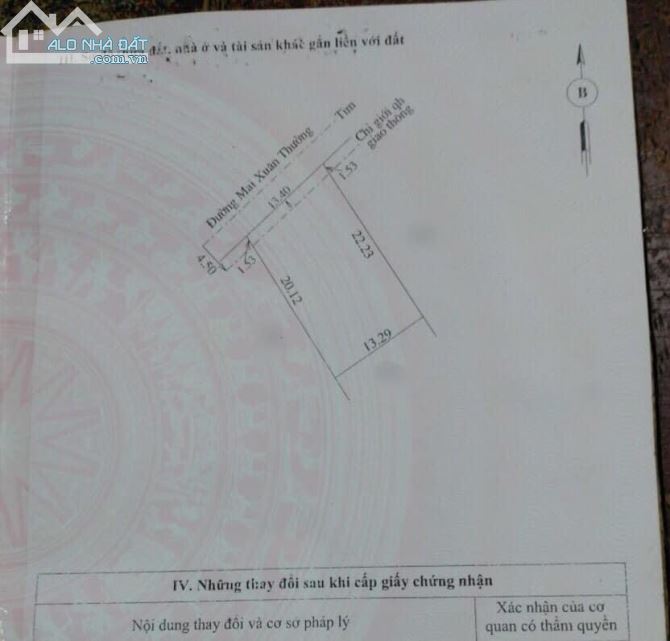 ALO NHÀ ĐẤT
III. đất, nhà ở và tài sản khác gắn liền với đất
B
Đường Mai Xuân Thưởng
Tim
Chỉ giới qh
giao thông
13.40
1.53
4.50
1.53
22.23
20.12
13.29
IV. Những thay đổi sau khi cấp giấy chứng nhận
Nội dung thay đổi và cơ sở pháp lý
Xác nhận của cơ
quan có thẩm quyền